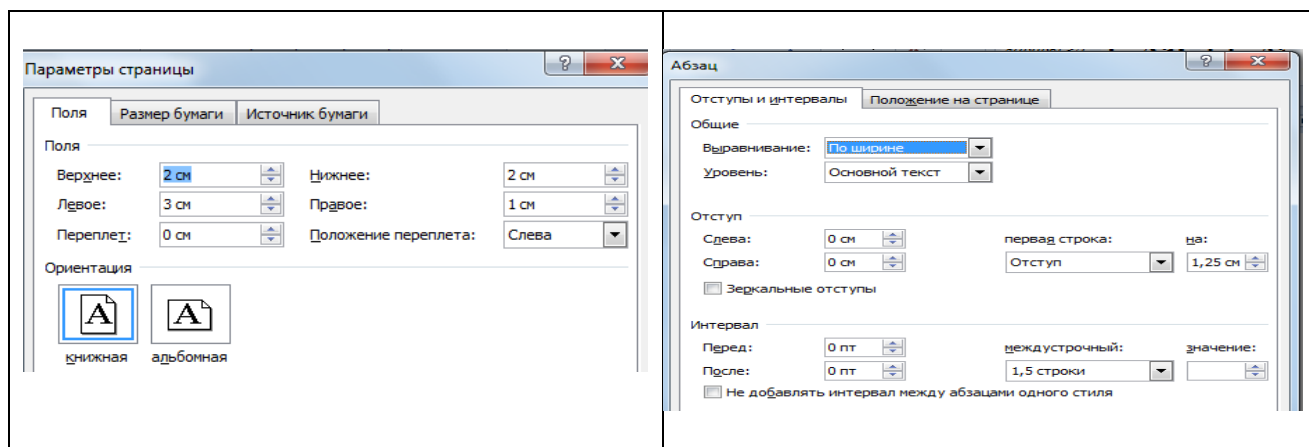 Параметры страницы
Поля Размер бумаги Источник бумаги
Поля
Верхнее: 2 см Нижнее: 2 см
Левое: 3 см Правое: 1 см
Переплет: 0 см Положение переплета: Слева
Ориентация
A A
книжная альбомная
Абзац
Отступы и интервалы Положение на странице
Общие
Выравнивание: По ширине
Уровень: Основной текст
Отступ
Слева: 0 см первая строка: на:
Справа: 0 см Отступ 1,25 см
Зеркальные отступы
Интервал
Перед: 0 пт междустрочный: значение:
После: 0 пт 1,5 строки
Не добавлять интервал между абзацами одного стиля